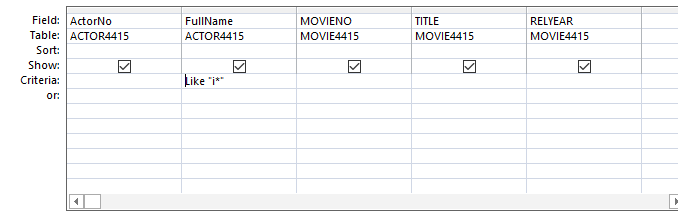 Field: ActorNo FullName MOVIENO TITLE RELYEAR
Table: ACTOR4415 ACTOR4415 MOVIE4415 MOVIE4415 MOVIE4415
Sort:
Show:
Criteria: Like "i*"
or: